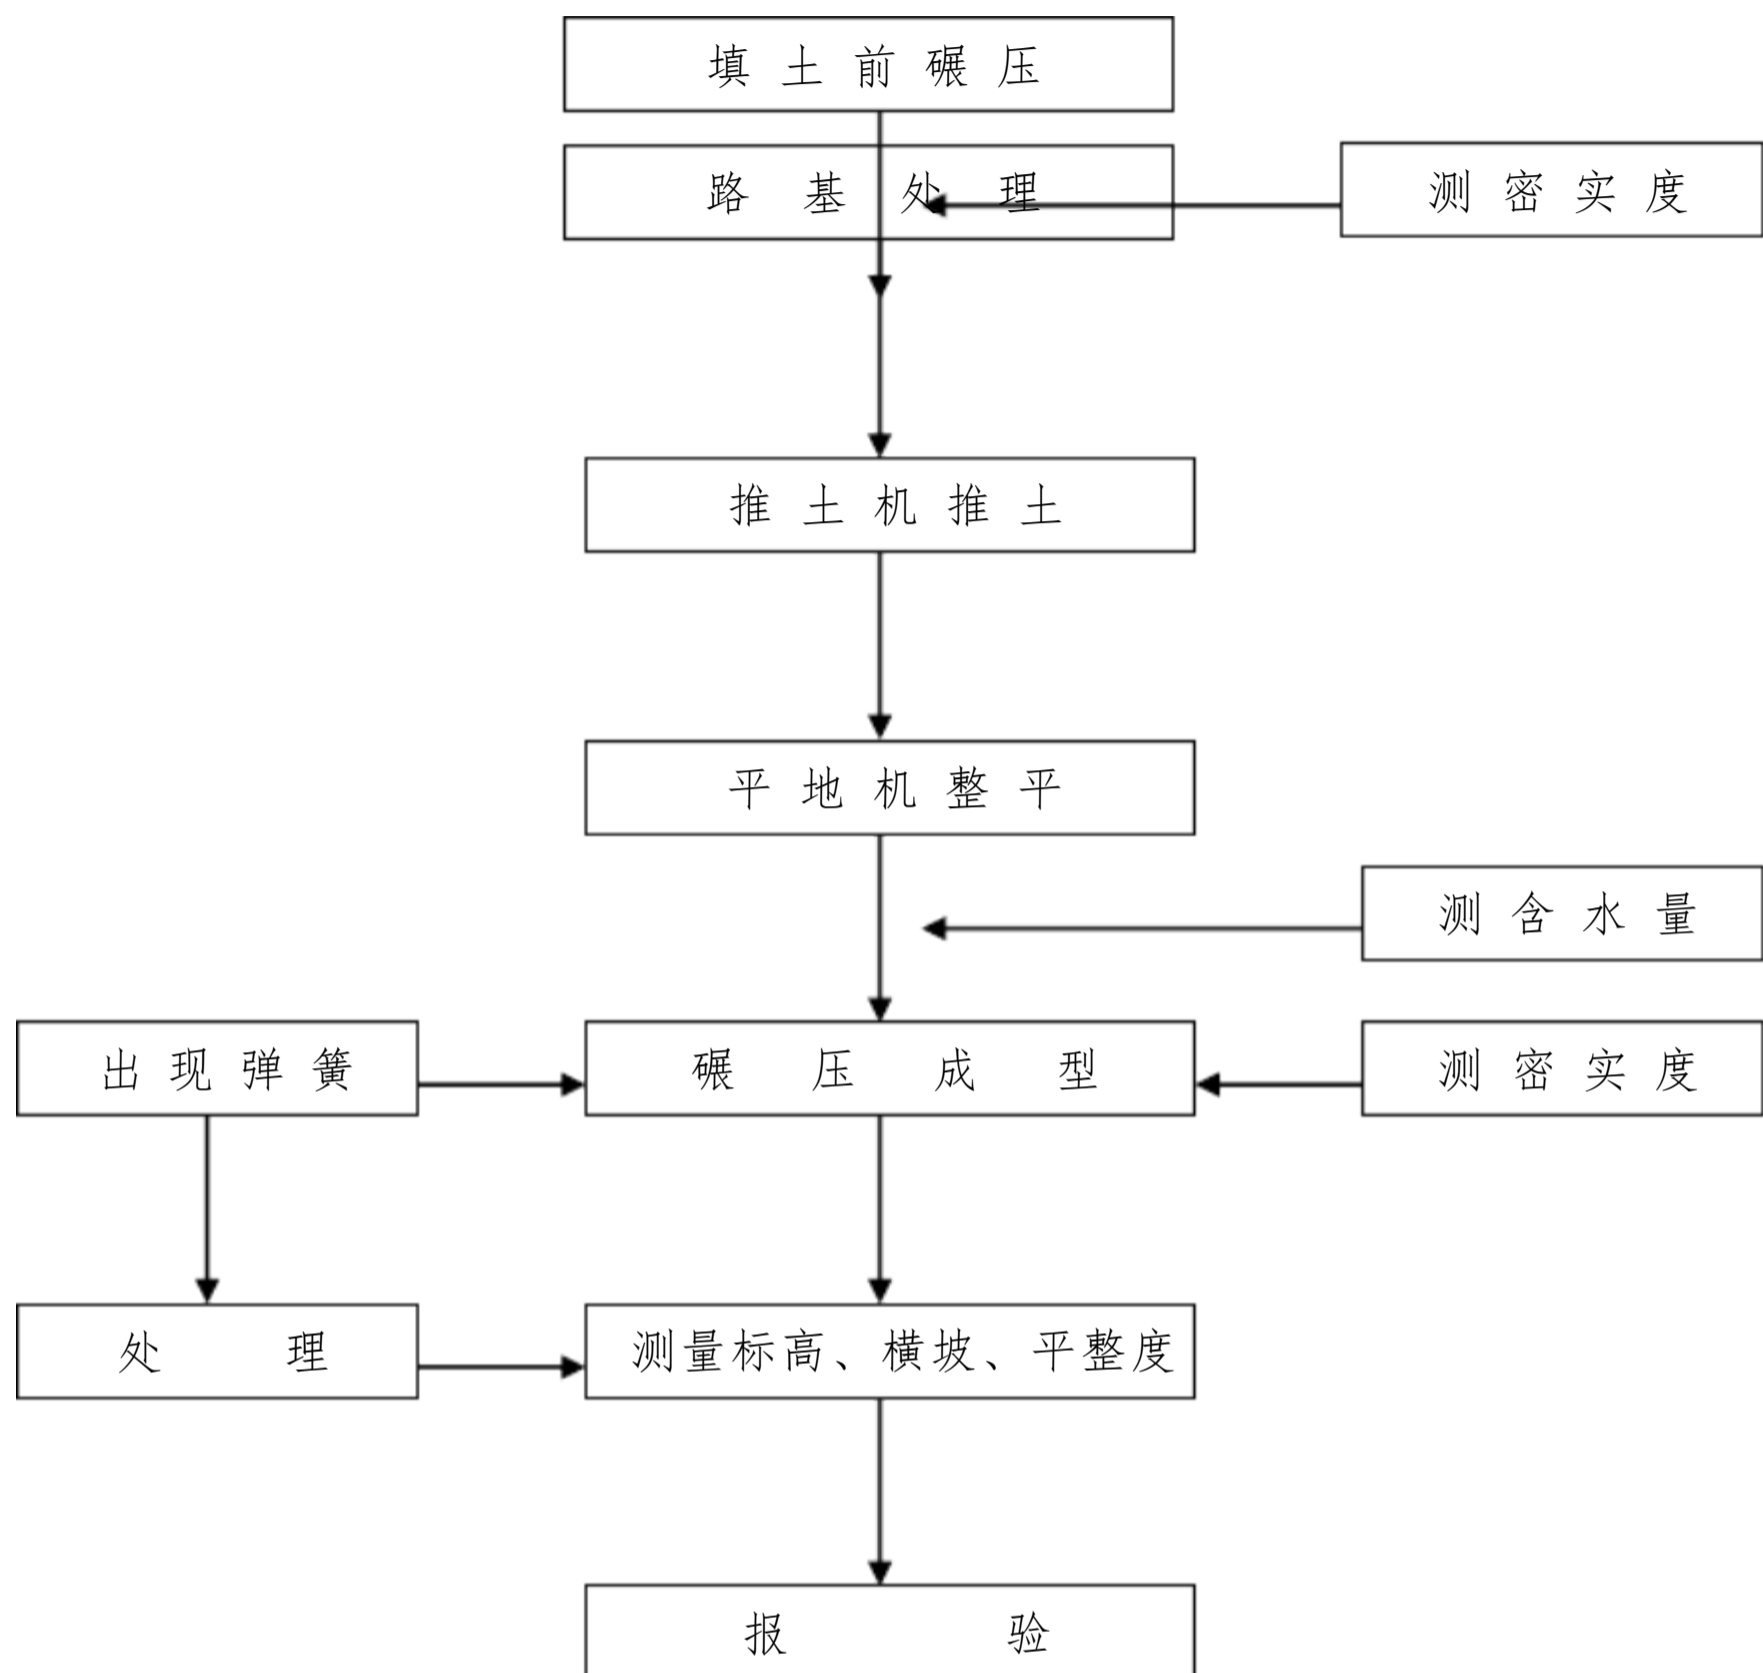 填土前碾压
路基处理
测密实度
推土机推土
平地机整平
测含水量
出现弹簧
碾压成型
测密实度
处理
测量标高、横坡、平整度
报验